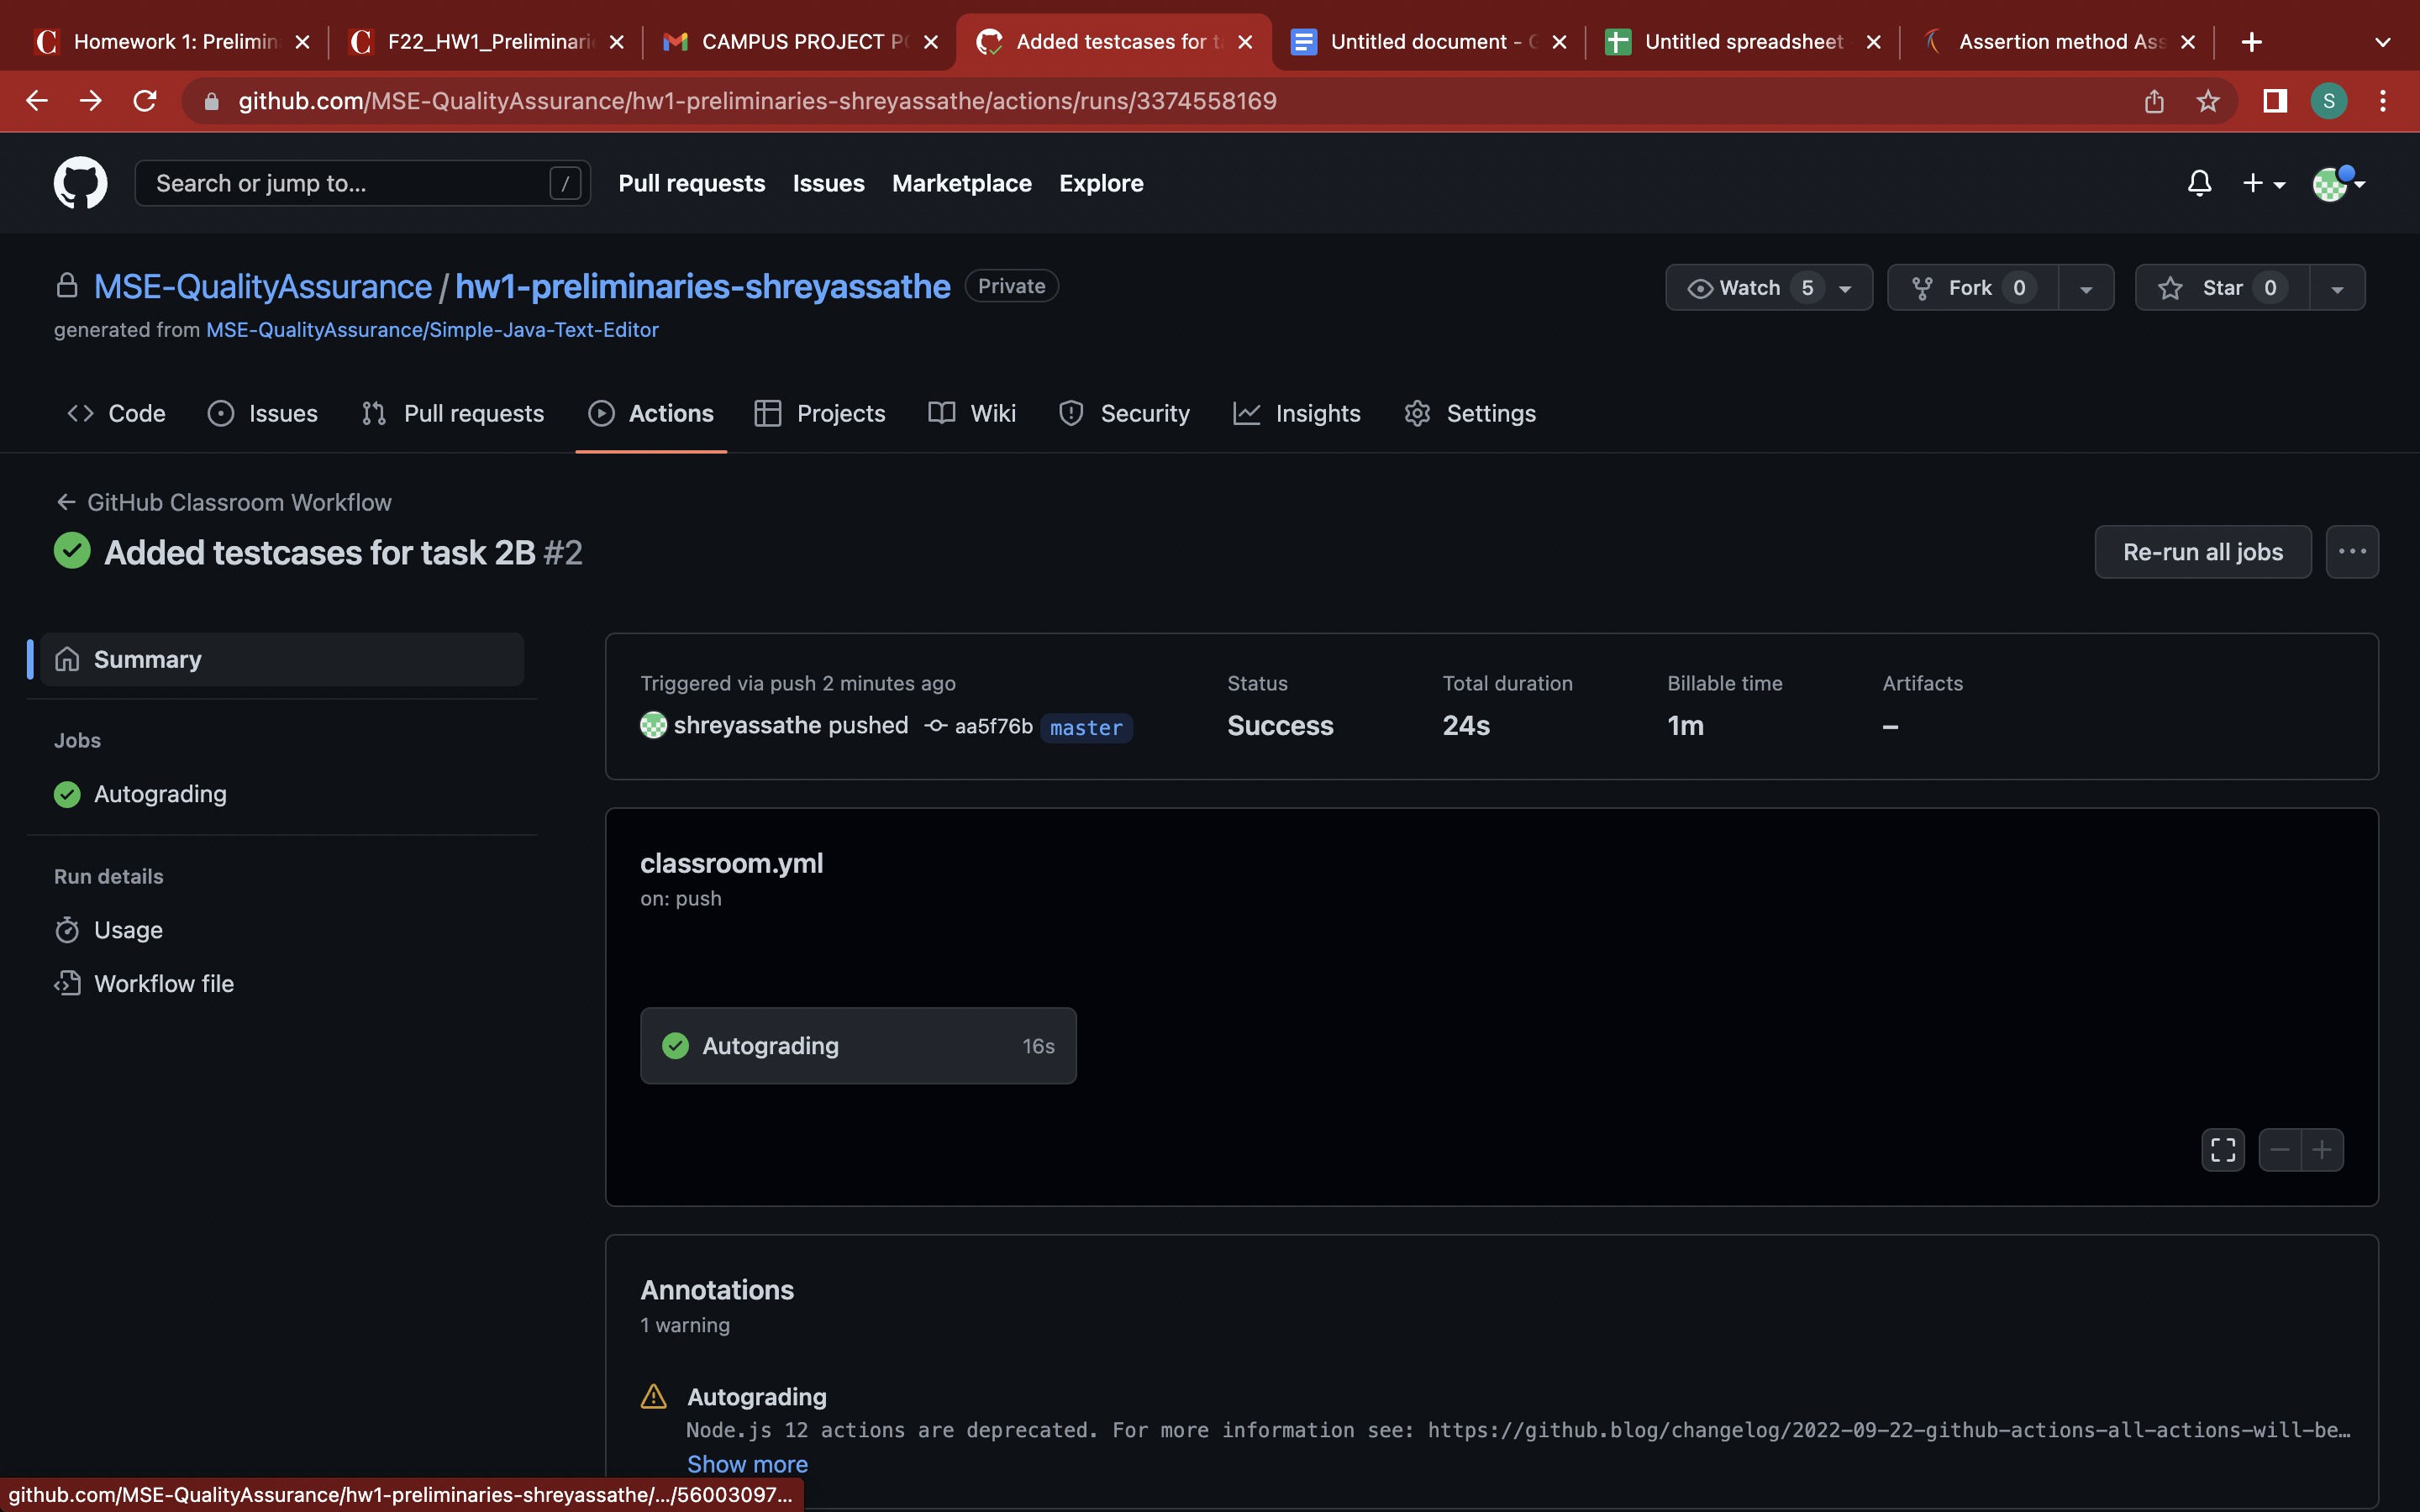 Homework 1: Prelimin
F22_HW1_Preliminari
CAMPUS PROJECT P
Added testcases for t
Untitled document -
Untitled spreadsheet
Assertion method Ass
github.com/MSE-QualityAssurance/hw1-preliminaries-shreyassathe/actions/runs/3374558169
S
Search or jump to... /
Pull requests Issues Marketplace Explore
MSE-QualityAssurance / hw1-preliminaries-shreyassathe Private
Watch 5 Fork 0 Star 0
generated from MSE-QualityAssurance/Simple-Java-Text-Editor
Code Issues Pull requests Actions Projects Wiki Security Insights Settings
GitHub Classroom Workflow
Added testcases for task 2B #2
Re-run all jobs
Summary
Jobs
Autograding
Run details
Usage
Workflow file
Triggered via push 2 minutes ago
shreyassathe pushed aa5f76b master
Status
Success
Total duration
24s
Billable time
1m
Artifacts
–
classroom.yml
on: push
Autograding 16s
Annotations
1 warning
Autograding
Node.js 12 actions are deprecated. For more information see: https://github.blog/changelog/2022-09-22-github-actions-all-actions-will-be…
Show more
github.com/MSE-QualityAssurance/hw1-preliminaries-shreyassathe/.../56003097...